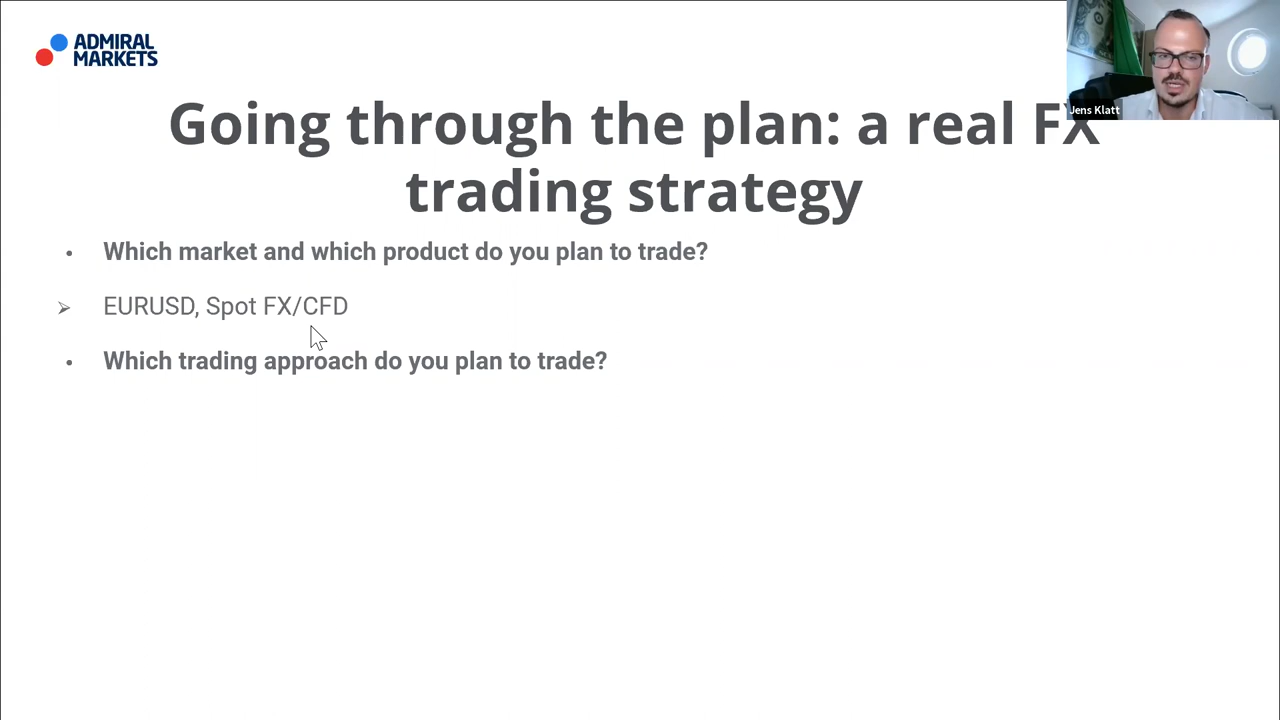 ADMIRAL
MARKETS
Jens Klatt
Going through the plan: a real FX
trading strategy
• Which market and which product do you plan to trade?
➢ EURUSD, Spot FX/CFD
• Which trading approach do you plan to trade?